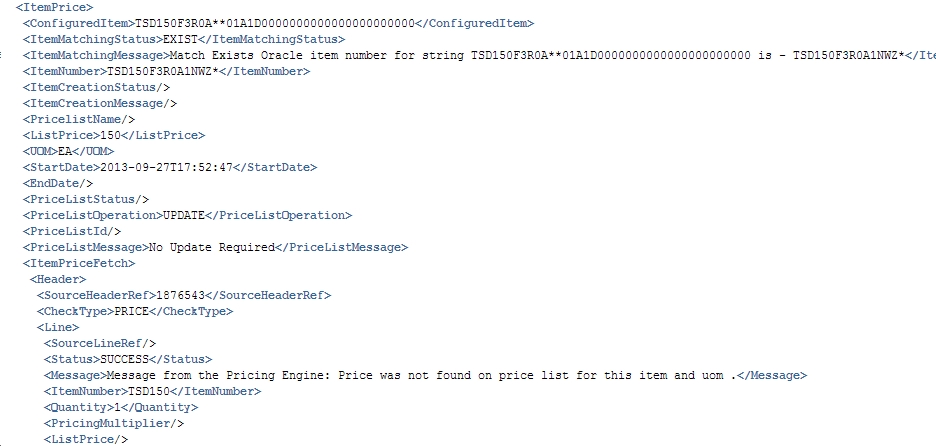 <ItemPrice>
<ConfiguredItem>TSD150F3R0A**01A1D0000000000000000000000</ConfiguredItem>
<ItemMatchingStatus>EXIST</ItemMatchingStatus>
<ItemMatchingMessage>Match Exists Oracle item number for string TSD150F3R0A**01A1D0000000000000000000000 is - TSD150F3R0A1NWZ*</Ite
<ItemNumber>TSD150F3R0A1NWZ*</ItemNumber>
<ItemCreationStatus/>
<ItemCreationMessage/>
<PricelistName/>
<ListPrice>150</ListPrice>
<UOM>EA</UOM>
<StartDate>2013-09-27T17:52:47</StartDate>
<EndDate/>
<PriceListStatus/>
<PriceListOperation>UPDATE</PriceListOperation>
<PriceListId/>
<PriceListMessage>No Update Required</PriceListMessage>
<ItemPriceFetch>
<Header>
<SourceHeaderRef>1876543</SourceHeaderRef>
<CheckType>PRICE</CheckType>
<Line>
<SourceLineRef/>
<Status>SUCCESS</Status>
<Message>Message from the Pricing Engine: Price was not found on price list for this item and uom .</Message>
<ItemNumber>TSD150</ItemNumber>
<Quantity>1</Quantity>
<PricingMultiplier/>
<ListPrice/>